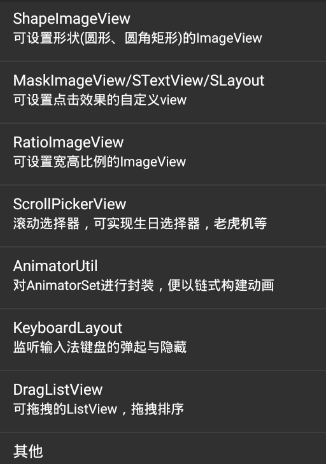 ShapeImageView
可设置形状(圆形、圆角矩形)的ImageView
MaskImageView/STextView/SLayout
可设置点击效果的自定义view
RatioImageView
可设置宽高比例的ImageView
ScrollPickerView
滚动选择器，可实现生日选择器，老虎机等
AnimatorUtil
对AnimatorSet进行封装，便以链式构建动画
KeyboardLayout
监听输入法键盘的弹起与隐藏
DragListView
可拖拽的ListView，拖拽排序
其他